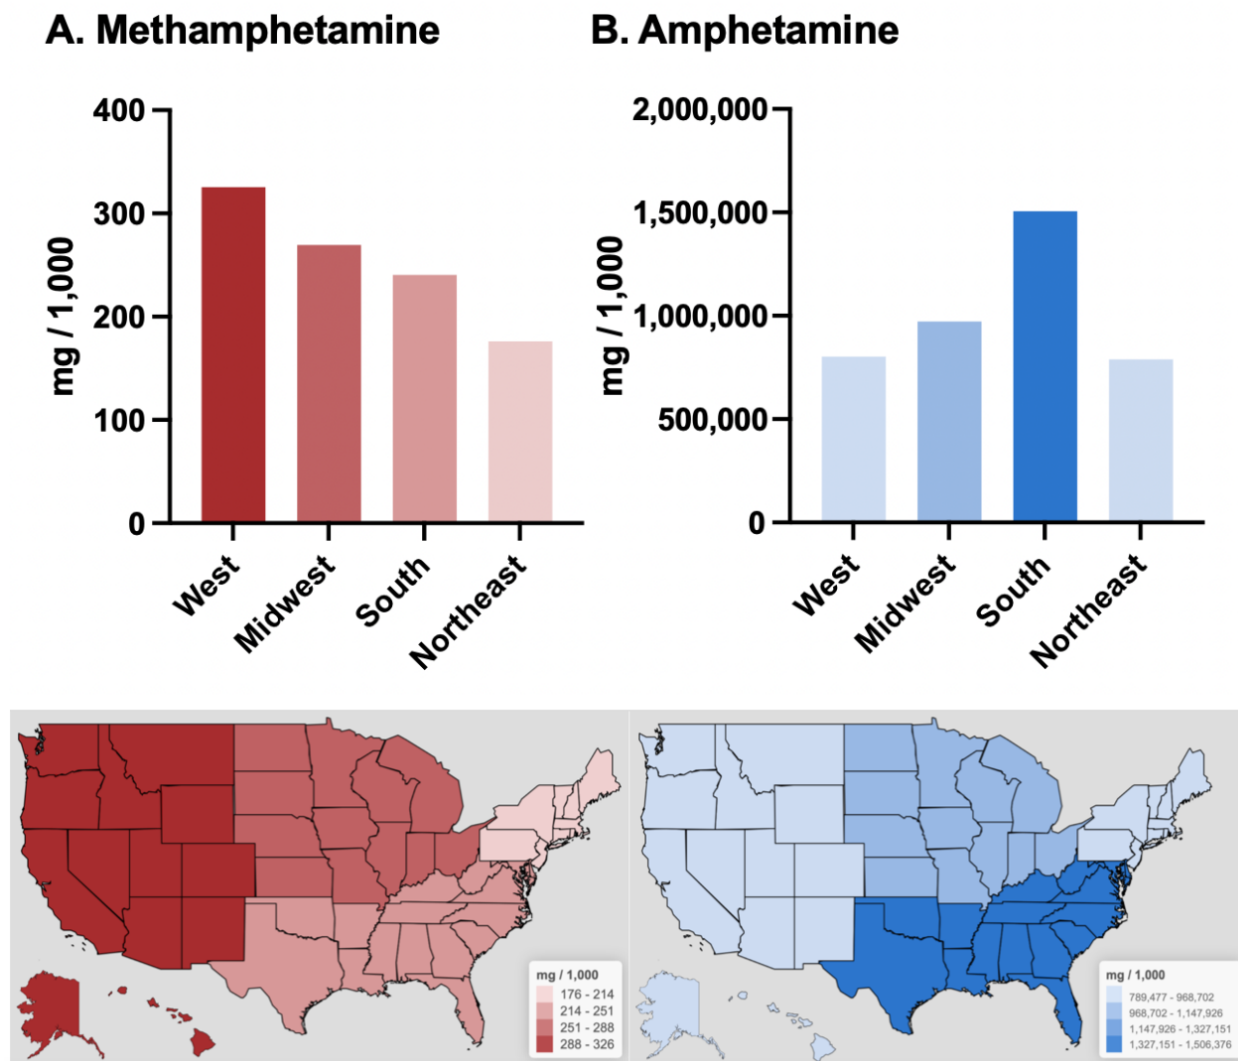 A. Methamphetamine
400
300
200
100
0
mg / 1,000
West
Midwest
South
Northeast
B. Amphetamine
2,000,000
1,500,000
1,000,000
500,000
0
mg / 1,000
West
Midwest
South
Northeast
mg / 1,000
176 - 214
214 - 251
251 - 288
288 - 326
mg / 1,000
789,477 - 968,702
968,702 - 1,147,926
1,147,926 - 1,327,151
1,327,151 - 1,506,376